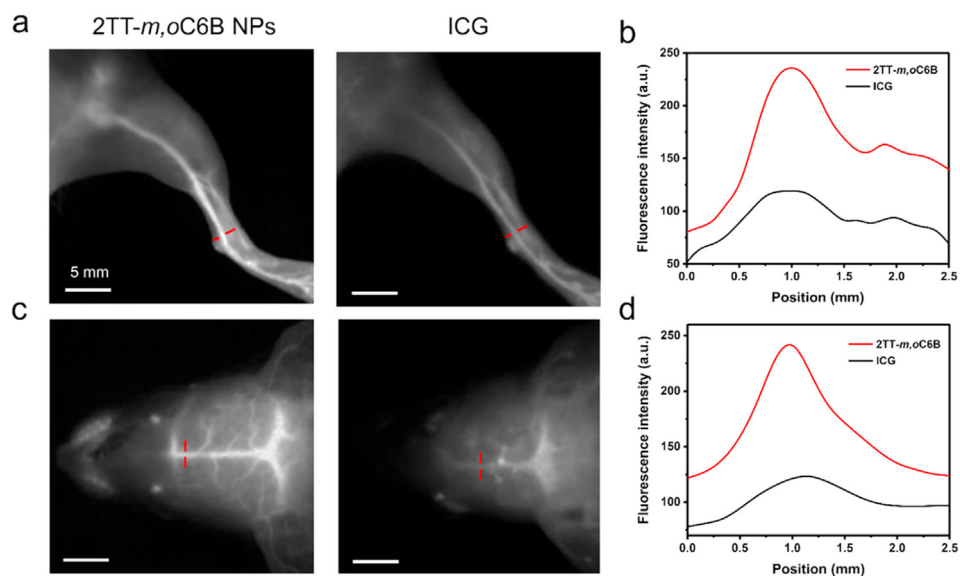 a
2TT-m,oC6B NPs
ICG
5 mm
b
Fluorescence intensity (a.u.)
250
200
150
100
50
2TT-m,oC6B
ICG
0.0 0.5 1.0 1.5 2.0 2.5
Position (mm)
c
d
Fluorescence intensity (a.u.)
250
200
150
100
2TT-m,oC6B
ICG
0.0 0.5 1.0 1.5 2.0 2.5
Position (mm)